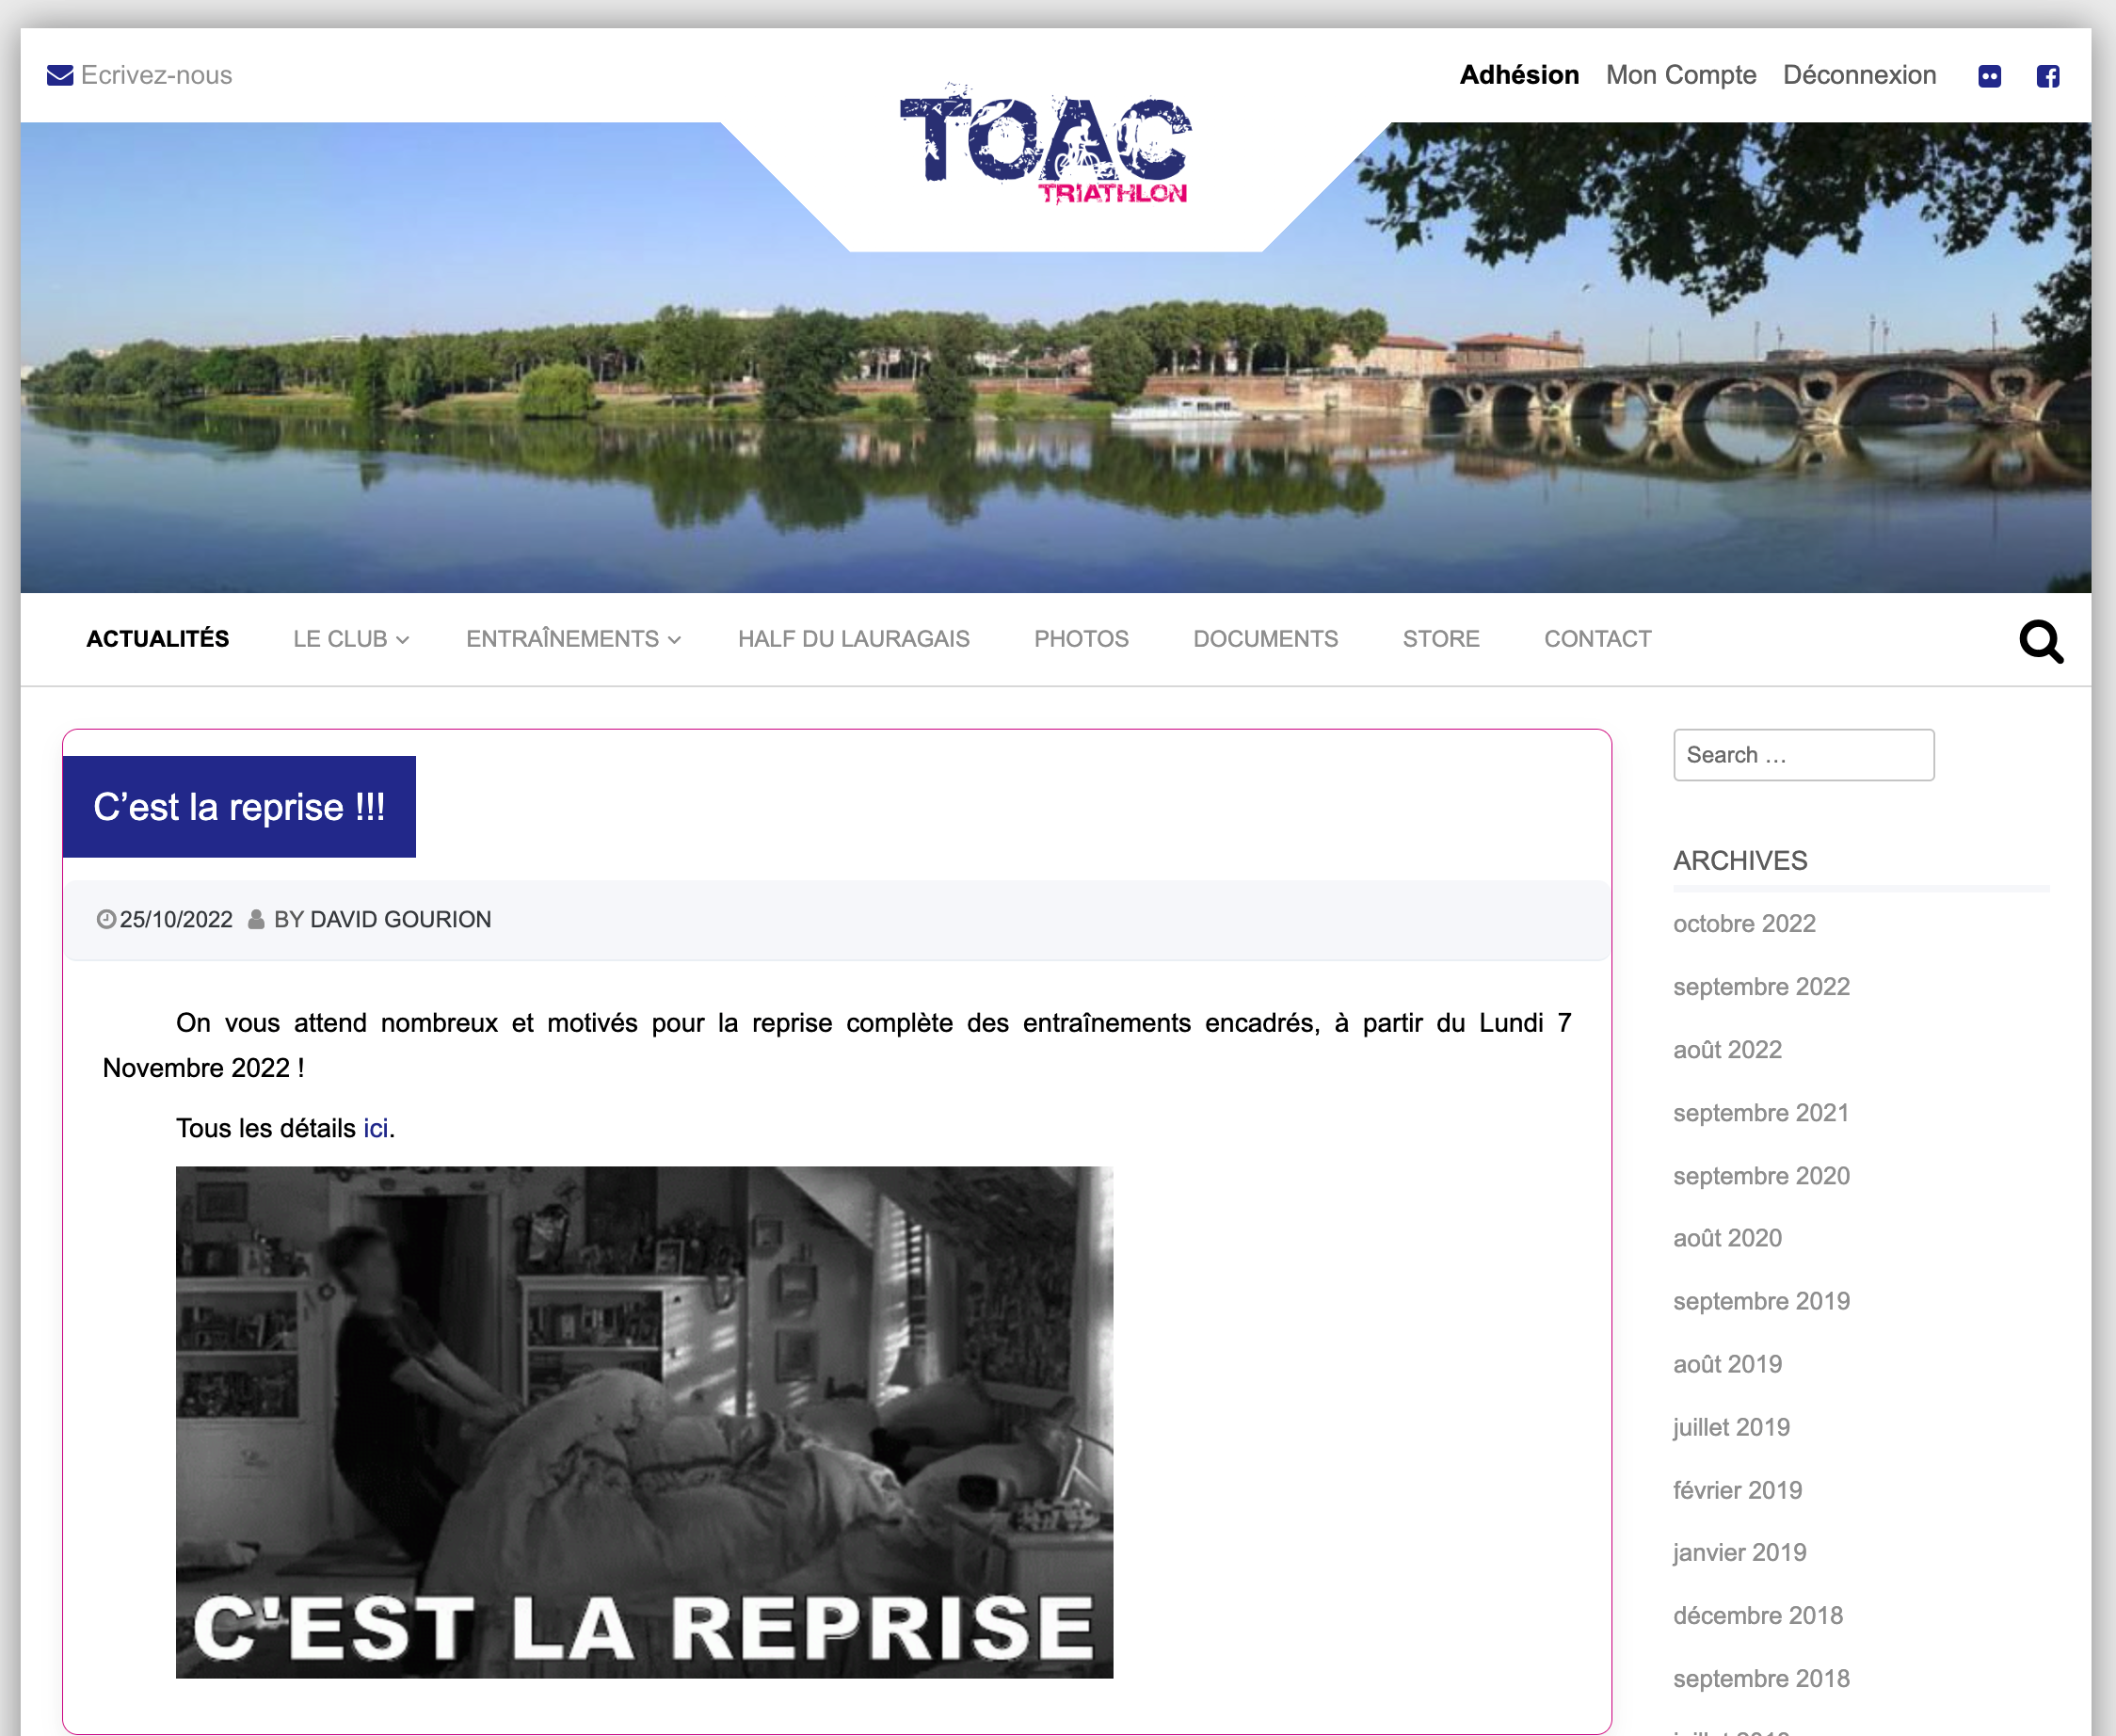 Ecrivez-nous
TOAC
TRIATHLON
Adhésion Mon Compte Déconnexion
ACTUALITÉS LE CLUB ENTRAÎNEMENTS HALF DU LAURAGAIS PHOTOS DOCUMENTS STORE CONTACT
C’est la reprise !!!
25/10/2022 BY DAVID GOURION
On vous attend nombreux et motivés pour la reprise complète des entraînements encadrés, à partir du Lundi 7
Novembre 2022 !
Tous les détails ici.
C'EST LA REPRISE
Search …
ARCHIVES
octobre 2022
septembre 2022
août 2022
septembre 2021
septembre 2020
août 2020
septembre 2019
août 2019
juillet 2019
février 2019
janvier 2019
décembre 2018
septembre 2018